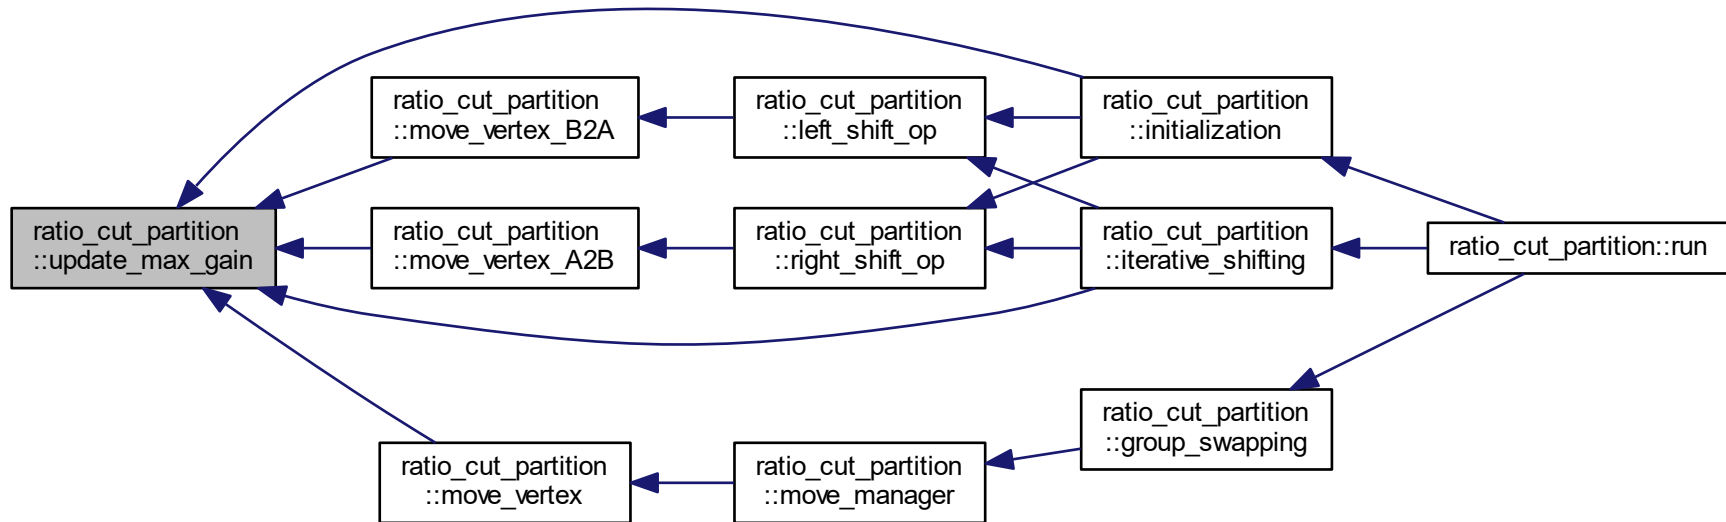 ratio_cut_partition
::update_max_gain
ratio_cut_partition
::move_vertex_B2A
ratio_cut_partition
::move_vertex_A2B
ratio_cut_partition
::move_vertex
ratio_cut_partition
::left_shift_op
ratio_cut_partition
::right_shift_op
ratio_cut_partition
::move_manager
ratio_cut_partition
::initialization
ratio_cut_partition
::iterative_shifting
ratio_cut_partition
::group_swapping
ratio_cut_partition::run